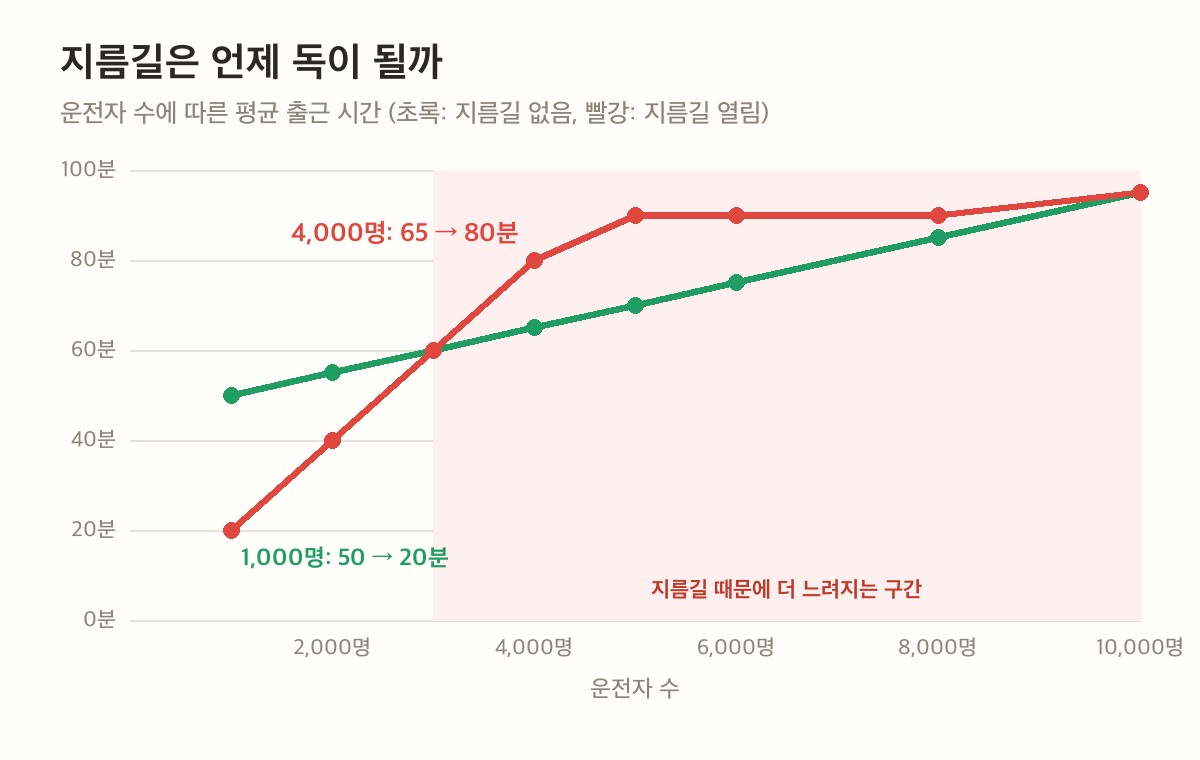 지름길은 언제 독이 될까
운전자 수에 따른 평균 출근 시간 (초록: 지름길 없음, 빨강: 지름길 열림)
100분
4,000명: 65 → 80분
80분
60분
40분
20분
1,000명: 50 → 20분
지름길 때문에 더 느려지는 구간
0분
2,000명 4,000명 6,000명 8,000명 10,000명
운전자 수